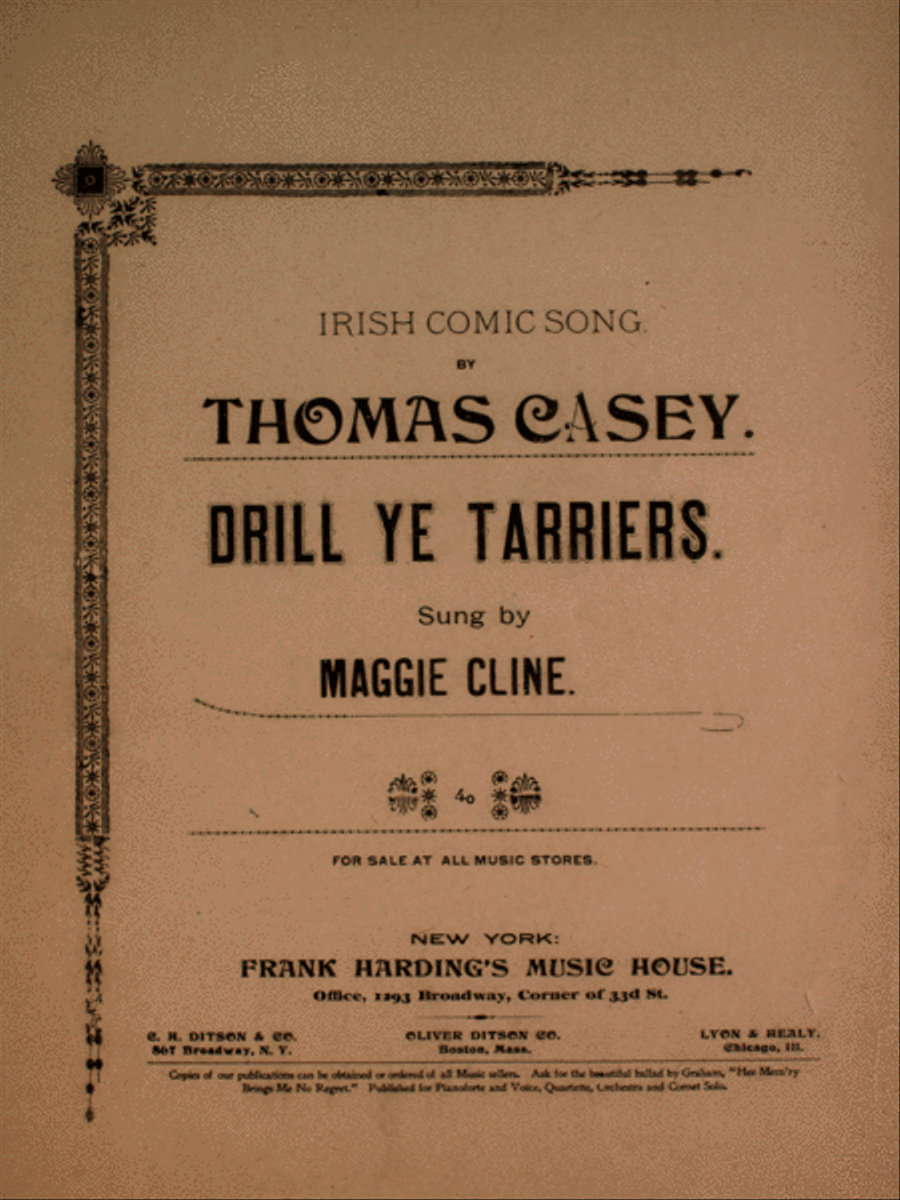 IRISH COMIC SONG.
BY
THOMAS CASEY.
DRILL YE TARRIERS.
Sung by
MAGGIE CLINE.
40
FOR SALE AT ALL MUSIC STORES.
NEW YORK:
FRANK HARDING'S MUSIC HOUSE.
Office, 1293 Broadway, Corner of 33d St.
C. H. DITSON & CO. OLIVER DITSON CO. LYON & HEALY.
867 Broadway, N. Y. Boston, Mass. Chicago, Ill.
Copies of our publications can be obtained or ordered of all Music sellers. Ask for the beautiful ballad by Graham, "Her Mem'ry
Brings Me No Regret." Published for Pianoforte and Voice, Quartette, Orchestra and Cornet Solo.